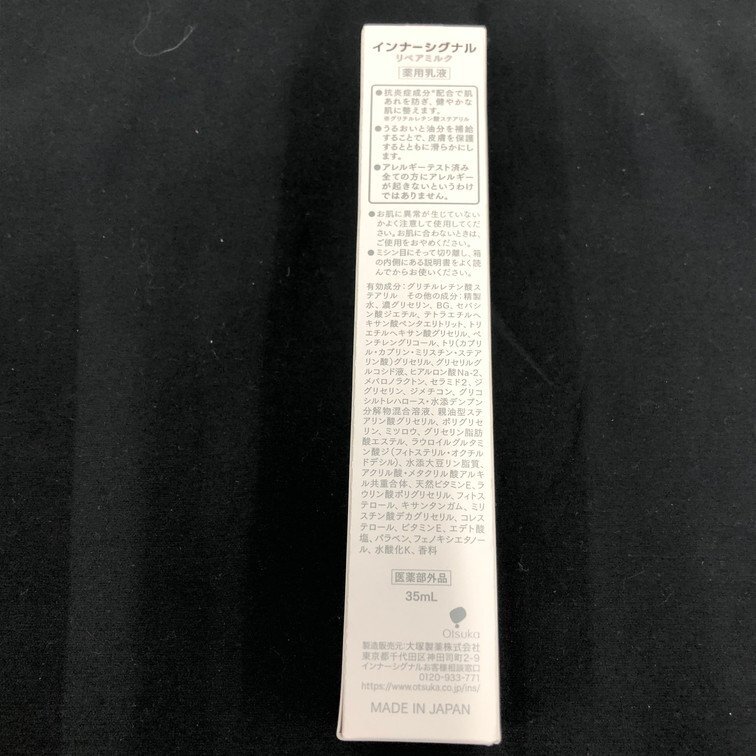 インナーシグナル
リペアミルク
薬用乳液
●抗炎症成分※配合で肌
あれを防ぎ、健やかな
肌に整えます。
※グリチルレチン酸ステアリル
●うるおいと油分を補給
することで、皮膚を保護
するとともに滑らかにし
ます。
●アレルギーテスト済み
全ての方にアレルギー
が起きないというわけ
ではありません。
●お肌に異常が生じていない
かよく注意して使用してくだ
さい。お肌に合わないときは、
ご使用をおやめください。
●ミシン目にそって切り離し、箱
の内側にある説明書をよく読
んでからお使いください。
有効成分：グリチルレチン酸ス
テアリル　その他の成分：精製
水、濃グリセリン、BG、セバシ
ン酸ジエチル、テトラエチルヘ
キサン酸ペンタエリトリット、トリ
エチルヘキサン酸グリセリル、ペ
ンチレングリコール、トリ(カプリ
ル・カプリン・ミリスチン・ステア
リン酸)グリセリル、グリセリルグ
ルコシド液、ヒアルロン酸Na-2、
メバロノラクトン、セラミド2、ジ
グリセリン、ジメチコン、グリコ
シルトレハロース・水添デンプン
分解物混合溶液、親油型ステ
アリン酸グリセリル、ポリグリセ
リン、ミツロウ、グリセリン脂肪
酸エステル、ラウロイルグルタミ
ン酸ジ(フィトステリル・オクチル
ドデシル)、水添大豆リン脂質、
アクリル酸・メタクリル酸アルキ
ル共重合体、天然ビタミンE、ラ
ウリン酸ポリグリセリル、フィトス
テロール、キサンタンガム、ミリ
スチン酸デカグリセリル、コレス
テロール、ビタミンE、エデト酸
塩、パラベン、フェノキシエタノー
ル、水酸化K、香料
医薬部外品
35mL
Otsuka
製造販売元：大塚製薬株式会社
東京都千代田区神田司町2-9
インナーシグナルお客様相談窓口
0120-933-771
https://www.otsuka.co.jp/ins/
MADE IN JAPAN